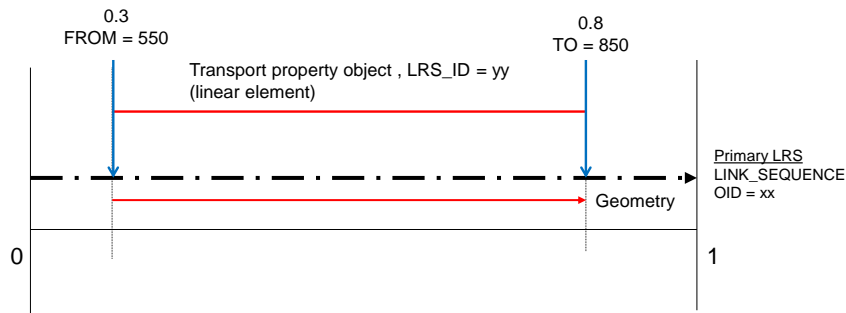 0.3
FROM = 550
0.8
TO = 850
Transport property object , LRS_ID = yy
(linear element)
Primary LRS
LINK_SEQUENCE
OID = xx
Geometry
0
1